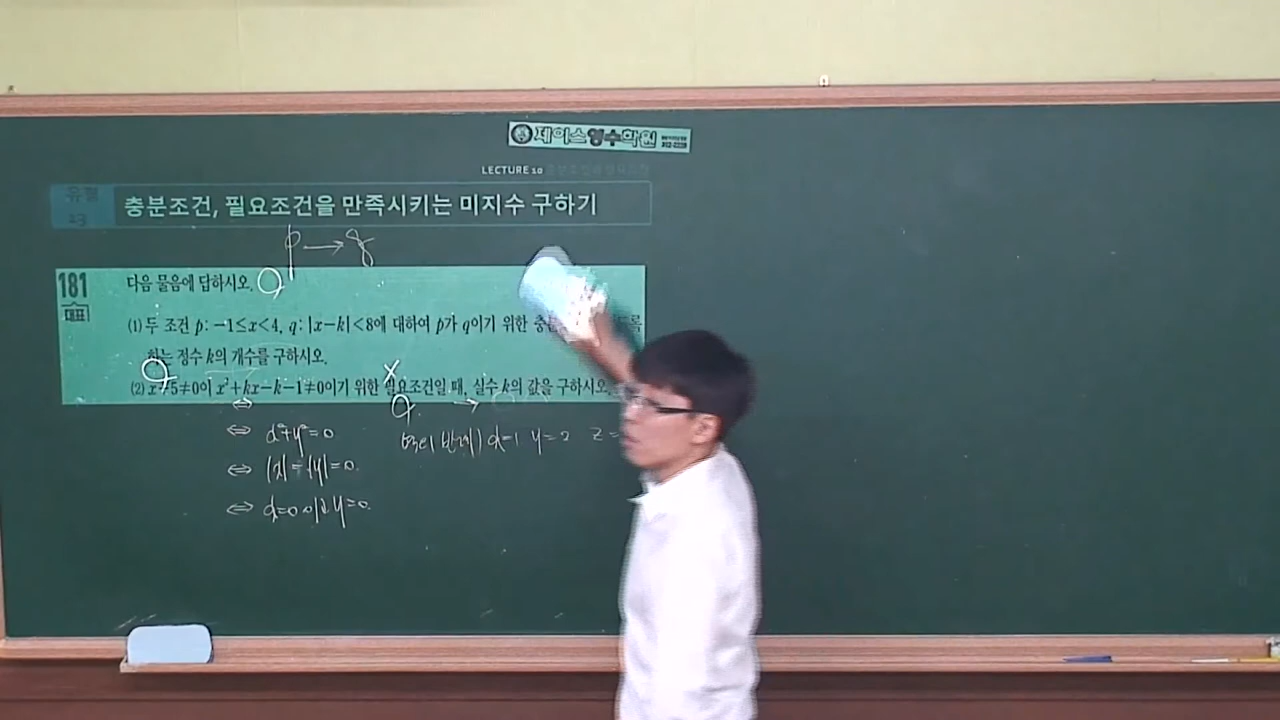 제이스영수학원
LECTURE 10
유형
충분조건, 필요조건을 만족시키는 미지수 구하기
p → q
181
대표
다음 물음에 답하시오.
(1) 두 조건 p: -1≤x<4, q: |x-k|<8에 대하여 p가 q이기 위한 충
하는 정수 k의 개수를 구하시오.
(2) x-5≠0이 x²+kx-k-1≠0이기 위한 필요조건일 때, 실수 k의 값을 구하시오.
⇔ →
⇔ x²+y²=0
반례) x=1 y=2 z=
⇔ |x|=|y|=0
⇔ x=0 이고 y=0